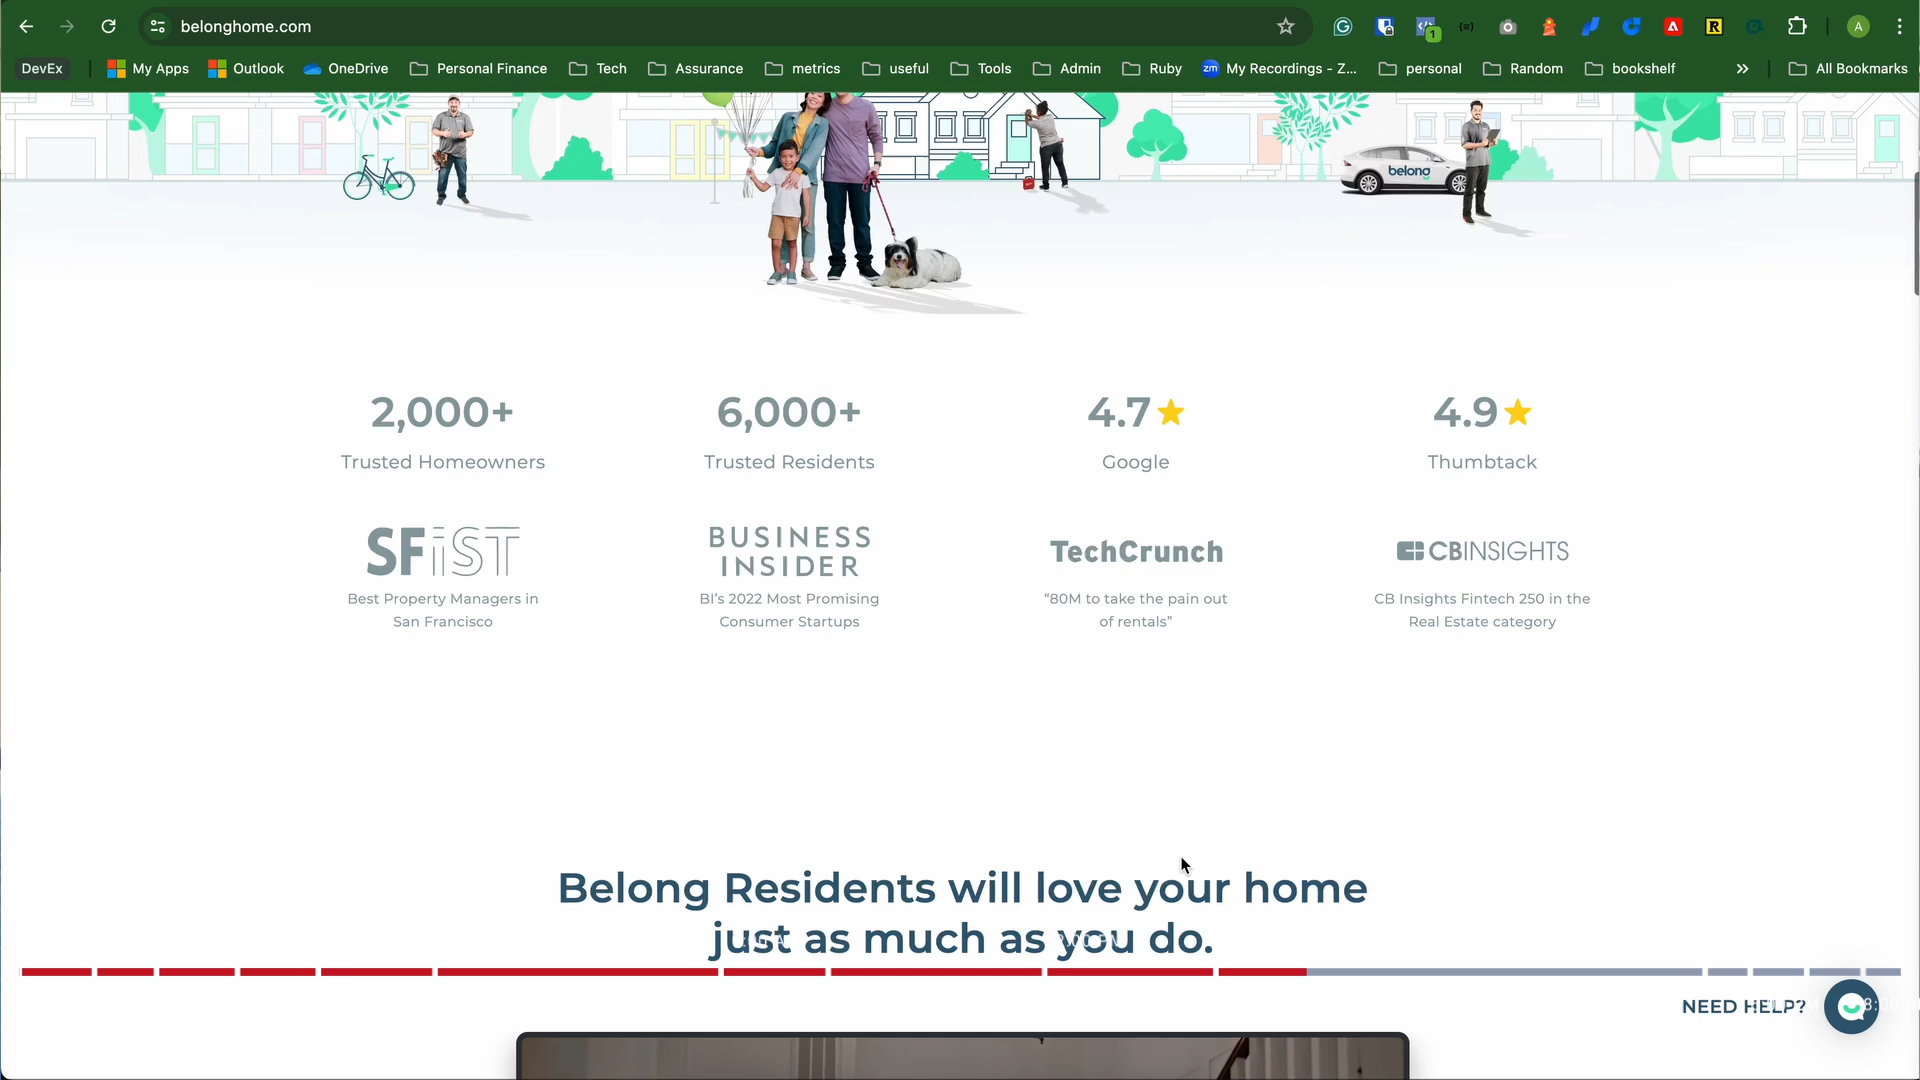 belonghome.com
1
A
DevEx
My Apps
Outlook
OneDrive
Personal Finance
Tech
Assurance
metrics
useful
Tools
Admin
Ruby
zm My Recordings - Z...
personal
Random
bookshelf
All Bookmarks
belong
2,000+
Trusted Homeowners
6,000+
Trusted Residents
4.7
Google
4.9
Thumbtack
SFiST
Best Property Managers in
San Francisco
BUSINESS
INSIDER
BI's 2022 Most Promising
Consumer Startups
TechCrunch
“80M to take the pain out
of rentals”
CBINSIGHTS
CB Insights Fintech 250 in the
Real Estate category
Belong Residents will love your home
just as much as you do.
NEED HELP?